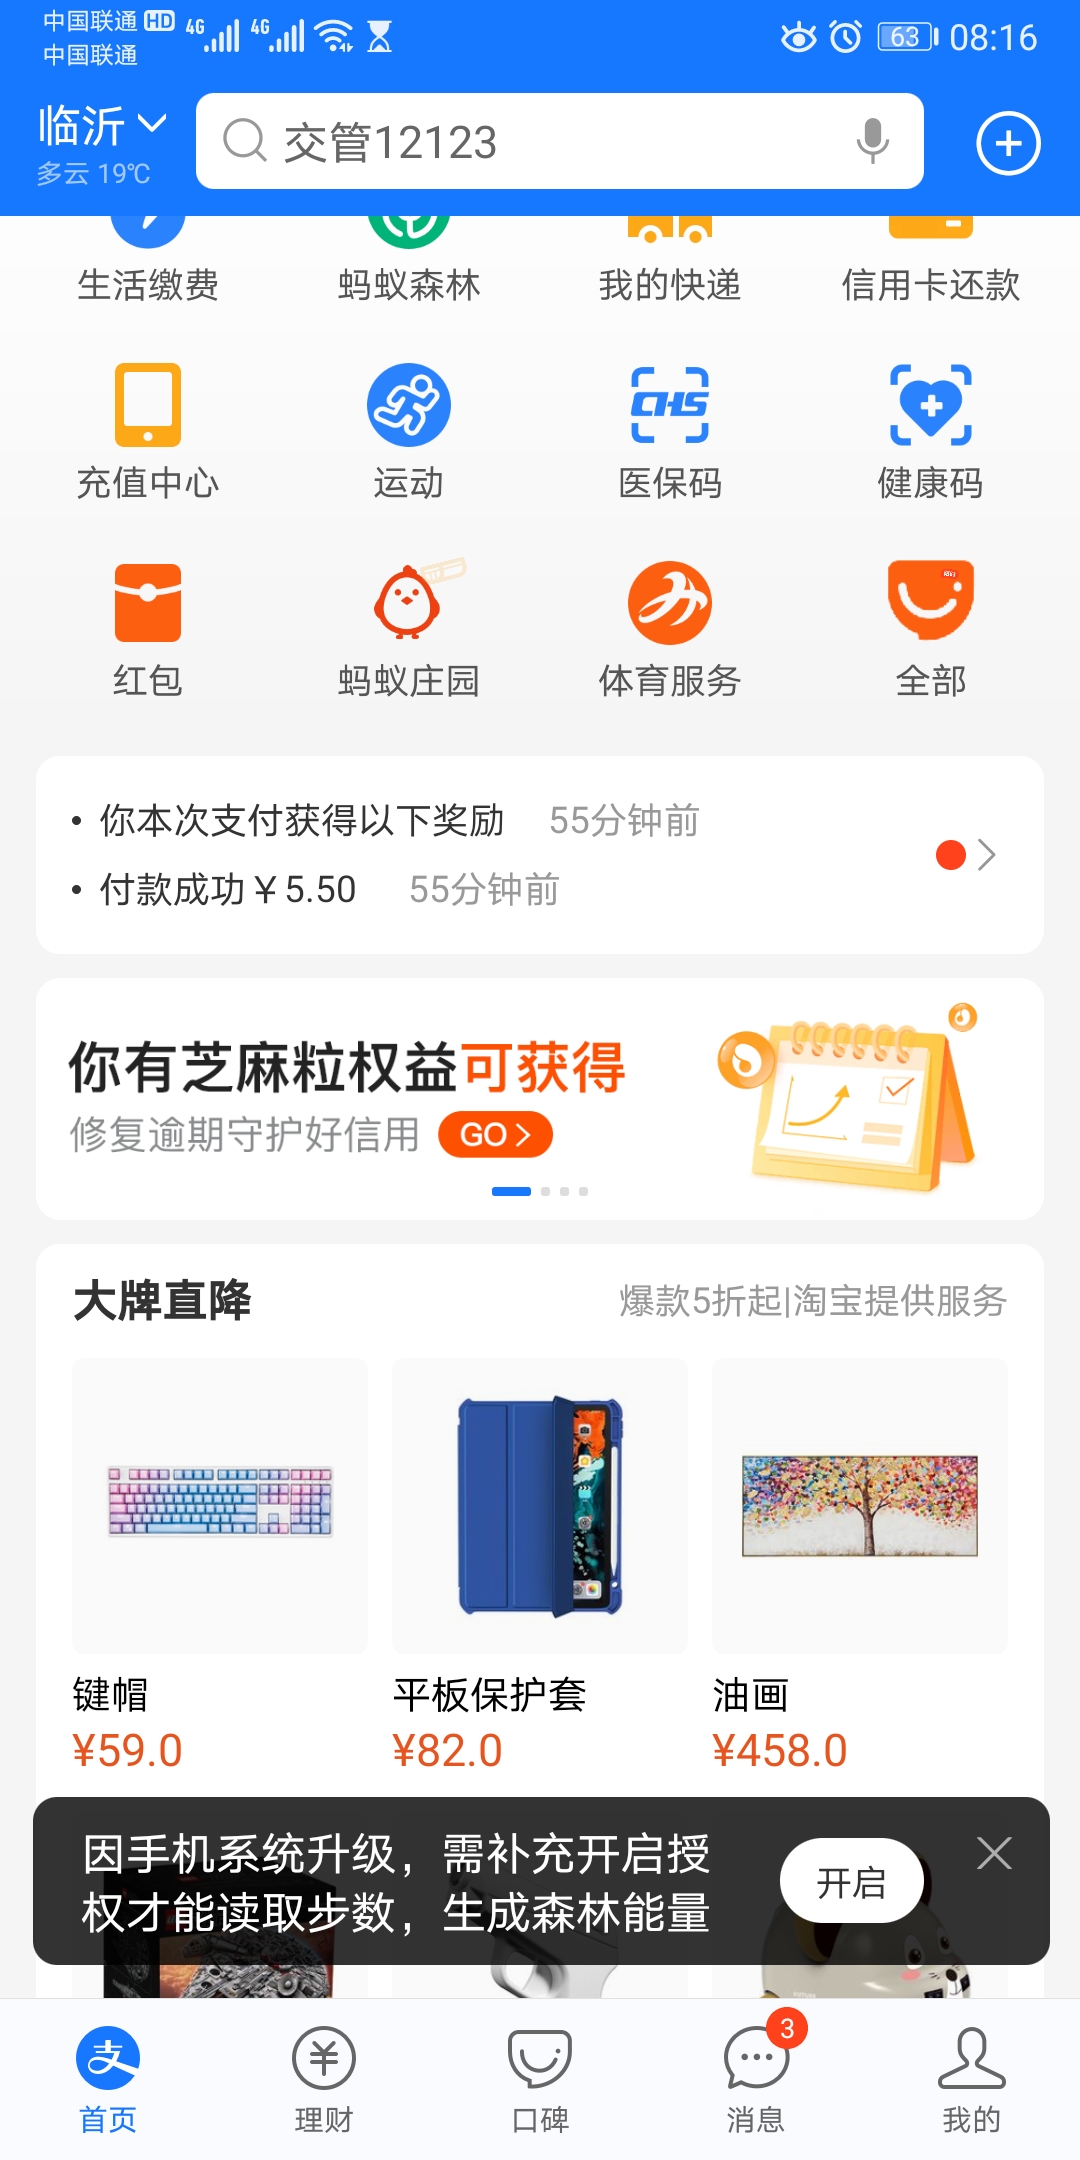 中国联通 HD 4G 4G 63 08:16
中国联通
临沂
多云 19℃
交管12123
生活缴费 蚂蚁森林 我的快递 信用卡还款
CHS
充值中心 运动 医保码 健康码
红包 蚂蚁庄园 体育服务 全部
• 你本次支付获得以下奖励 55分钟前
• 付款成功￥5.50 55分钟前
你有芝麻粒权益可获得
修复逾期守护好信用 GO >
大牌直降 爆款5折起|淘宝提供服务
键帽 平板保护套 油画
¥59.0 ¥82.0 ¥458.0
因手机系统升级，需补充开启授
权才能读取步数，生成森林能量
开启
支 3
首页 理财 口碑 消息 我的